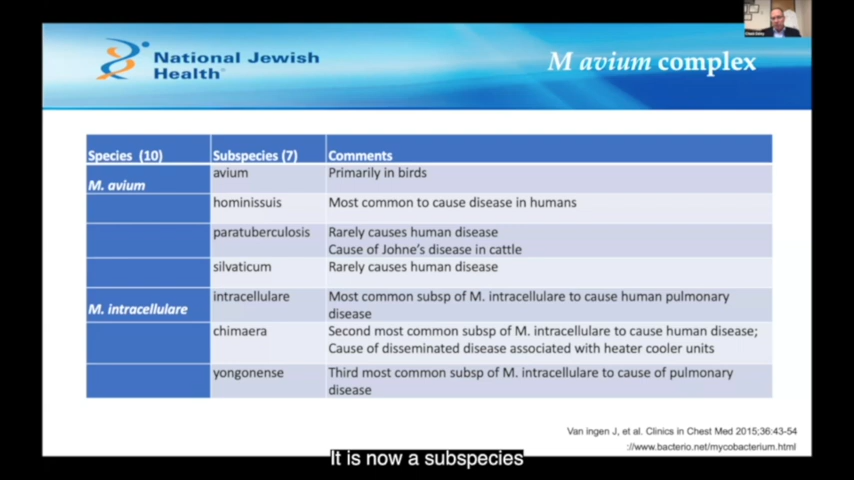 National Jewish
Health
M avium complex
Species (10)
Subspecies (7)
Comments
M. avium
avium
Primarily in birds
hominissuis
Most common to cause disease in humans
paratuberculosis
Rarely causes human disease
Cause of Johne's disease in cattle
silvaticum
Rarely causes human disease
M. intracellulare
intracellulare
Most common subsp of M. intracellulare to cause human pulmonary
disease
chimaera
Second most common subsp of M. intracellulare to cause human disease;
Cause of disseminated disease associated with heater cooler units
yongonense
Third most common subsp of M. intracellulare to cause of pulmonary
disease
Van ingen J, et al. Clinics in Chest Med 2015;36:43-54
://www.bacterio.net/mycobacterium.html
It is now a subspecies